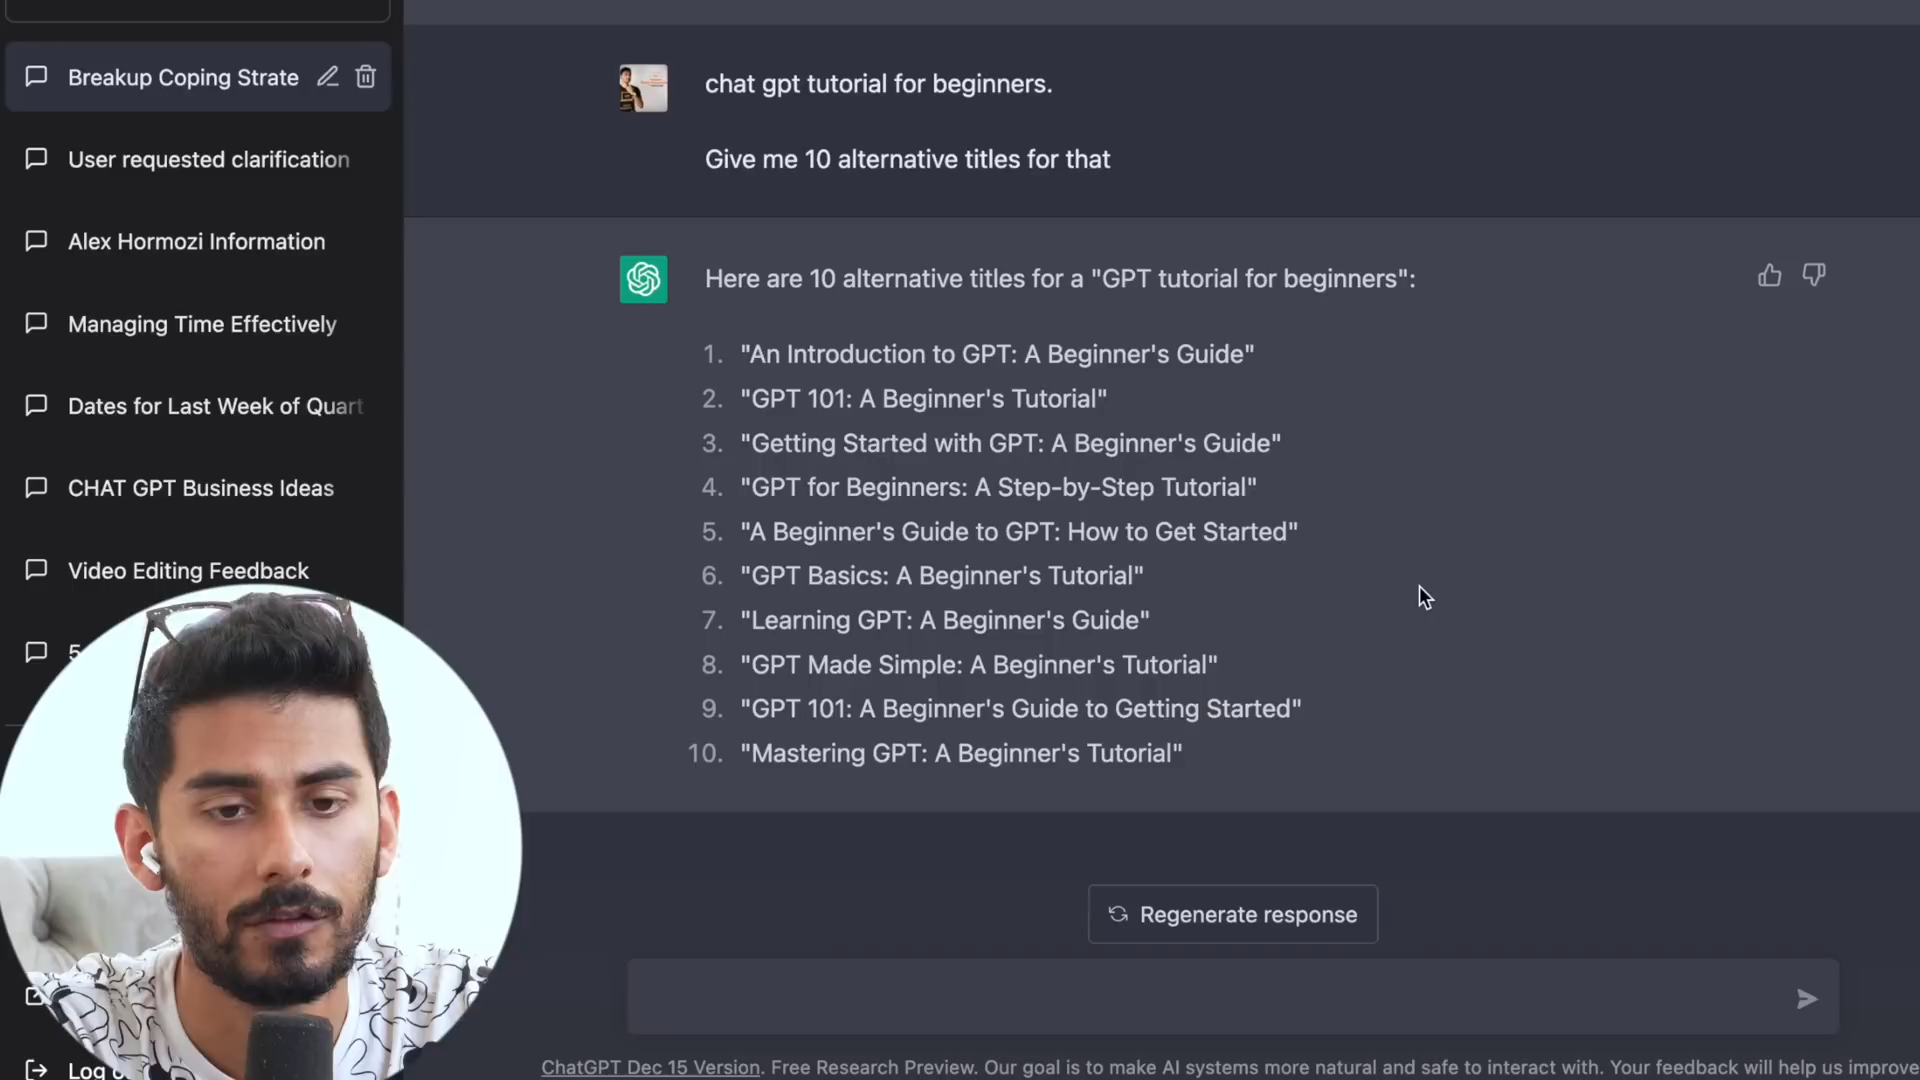 Breakup Coping Strate
User requested clarification
Alex Hormozi Information
Managing Time Effectively
Dates for Last Week of Quart
CHAT GPT Business Ideas
Video Editing Feedback
5
Log
chat gpt tutorial for beginners.
Give me 10 alternative titles for that
Here are 10 alternative titles for a "GPT tutorial for beginners":
1. "An Introduction to GPT: A Beginner's Guide"
2. "GPT 101: A Beginner's Tutorial"
3. "Getting Started with GPT: A Beginner's Guide"
4. "GPT for Beginners: A Step-by-Step Tutorial"
5. "A Beginner's Guide to GPT: How to Get Started"
6. "GPT Basics: A Beginner's Tutorial"
7. "Learning GPT: A Beginner's Guide"
8. "GPT Made Simple: A Beginner's Tutorial"
9. "GPT 101: A Beginner's Guide to Getting Started"
10. "Mastering GPT: A Beginner's Tutorial"
Regenerate response
ChatGPT Dec 15 Version. Free Research Preview. Our goal is to make AI systems more natural and safe to interact with. Your feedback will help us improve